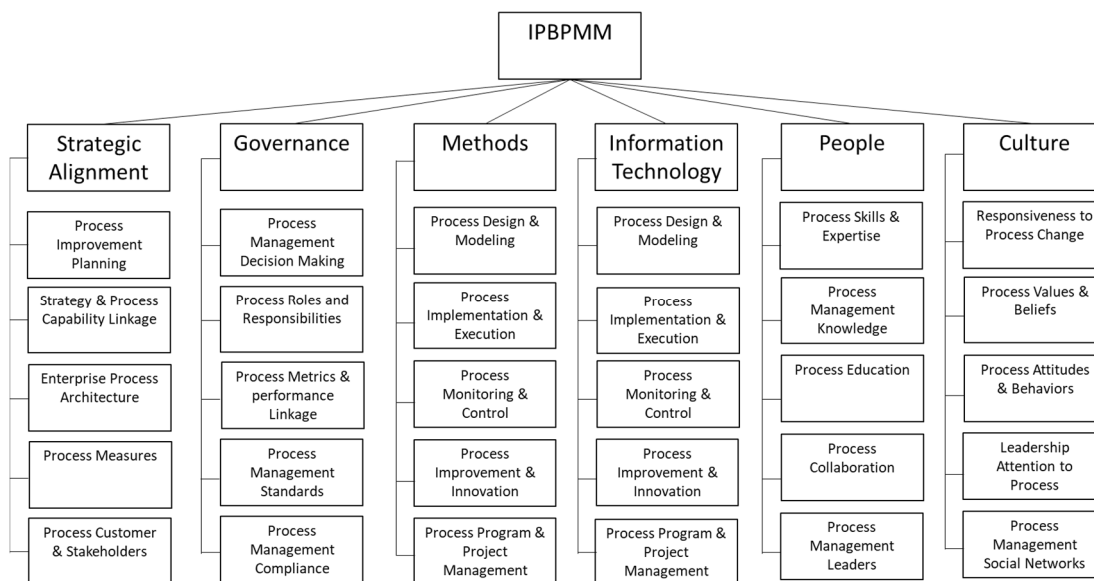 IPBPMM
Strategic
Alignment
Process
Improvement
Planning
Strategy & Process
Capability Linkage
Enterprise Process
Architecture
Process Measures
Process Customer
& Stakeholders
Governance
Process
Management
Decision Making
Process Roles and
Responsibilities
Process Metrics &
performance
Linkage
Process
Management
Standards
Process
Management
Compliance
Methods
Process Design &
Modeling
Process
Implementation &
Execution
Process
Monitoring &
Control
Process
Improvement &
Innovation
Process Program &
Project
Management
Information
Technology
Process Design &
Modeling
Process
Implementation &
Execution
Process
Monitoring &
Control
Process
Improvement &
Innovation
Process Program &
Project
Management
People
Process Skills &
Expertise
Process
Management
Knowledge
Process Education
Process
Collaboration
Process
Management
Leaders
Culture
Responsiveness to
Process Change
Process Values &
Beliefs
Process Attitudes
& Behaviors
Leadership
Attention to
Process
Process
Management
Social Networks